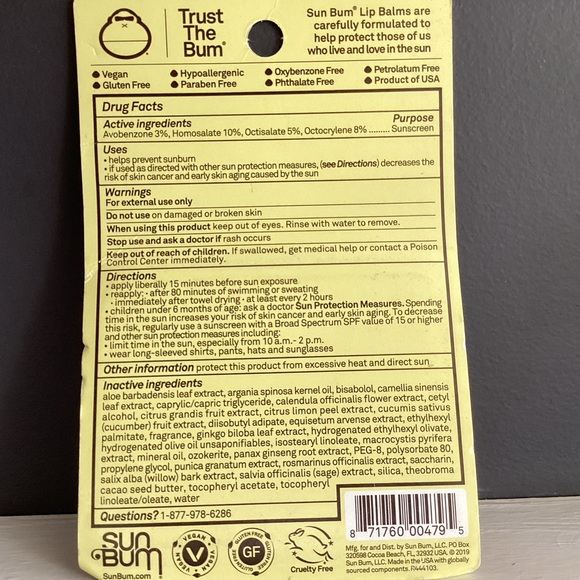 Trust
The
Bum®
Sun Bum® Lip Balms are
carefully formulated to
help protect those of us
who live and love in the sun
Vegan
Hypoallergenic
Oxybenzone Free
Petrolatum Free
Gluten Free
Paraben Free
Phthalate Free
Product of USA
Drug Facts
Active ingredients Purpose
Avobenzone 3%, Homosalate 10%, Octisalate 5%, Octocrylene 8% ......... Sunscreen
Uses
• helps prevent sunburn
• if used as directed with other sun protection measures, (see Directions) decreases the
risk of skin cancer and early skin aging caused by the sun
Warnings
For external use only
Do not use on damaged or broken skin
When using this product keep out of eyes. Rinse with water to remove.
Stop use and ask a doctor if rash occurs
Keep out of reach of children. If swallowed, get medical help or contact a Poison
Control Center immediately.
Directions
• apply liberally 15 minutes before sun exposure
• reapply: • after 80 minutes of swimming or sweating
• immediately after towel drying • at least every 2 hours
• children under 6 months of age: ask a doctor Sun Protection Measures. Spending
time in the sun increases your risk of skin cancer and early skin aging. To decrease
this risk, regularly use a sunscreen with a Broad Spectrum SPF value of 15 or higher
and other sun protection measures including:
• limit time in the sun, especially from 10 a.m.- 2 p.m.
• wear long-sleeved shirts, pants, hats and sunglasses
Other information protect this product from excessive heat and direct sun
Inactive ingredients
aloe barbadensis leaf extract, argania spinosa kernel oil, bisabolol, camellia sinensis
leaf extract, caprylic/capric triglyceride, calendula officinalis flower extract, cetyl
alcohol, citrus grandis fruit extract, citrus limon peel extract, cucumis sativus
(cucumber) fruit extract, diisobutyl adipate, equisetum arvense extract, ethylhexyl
palmitate, fragrance, ginkgo biloba leaf extract, hydrogenated ethylhexyl olivate,
hydrogenated olive oil unsaponifiables, isostearyl linoleate, macrocystis pyrifera
extract, mineral oil, ozokerite, panax ginseng root extract, PEG-8, polysorbate 80,
propylene glycol, punica granatum extract, rosmarinus officinalis extract, saccharin,
salix alba (willow) bark extract, salvia officinalis (sage) extract, silica, theobroma
cacao seed butter, tocopheryl acetate, tocopheryl
linoleate/oleate, water
Questions? 1-877-978-6286
SUN
BUM
SunBum.com
VEGAN
V
VEGAN
GLUTEN FREE
GF
GLUTEN FREE
Cruelty Free
8 71760 00479 5
Mfg. for and Dist. by Sun Bum, LLC. PO Box
320598 Cocoa Beach, FL, 32932 USA. © 2019
Sun Bum, LLC. Made in the USA with globally
sourced components. IT444103.